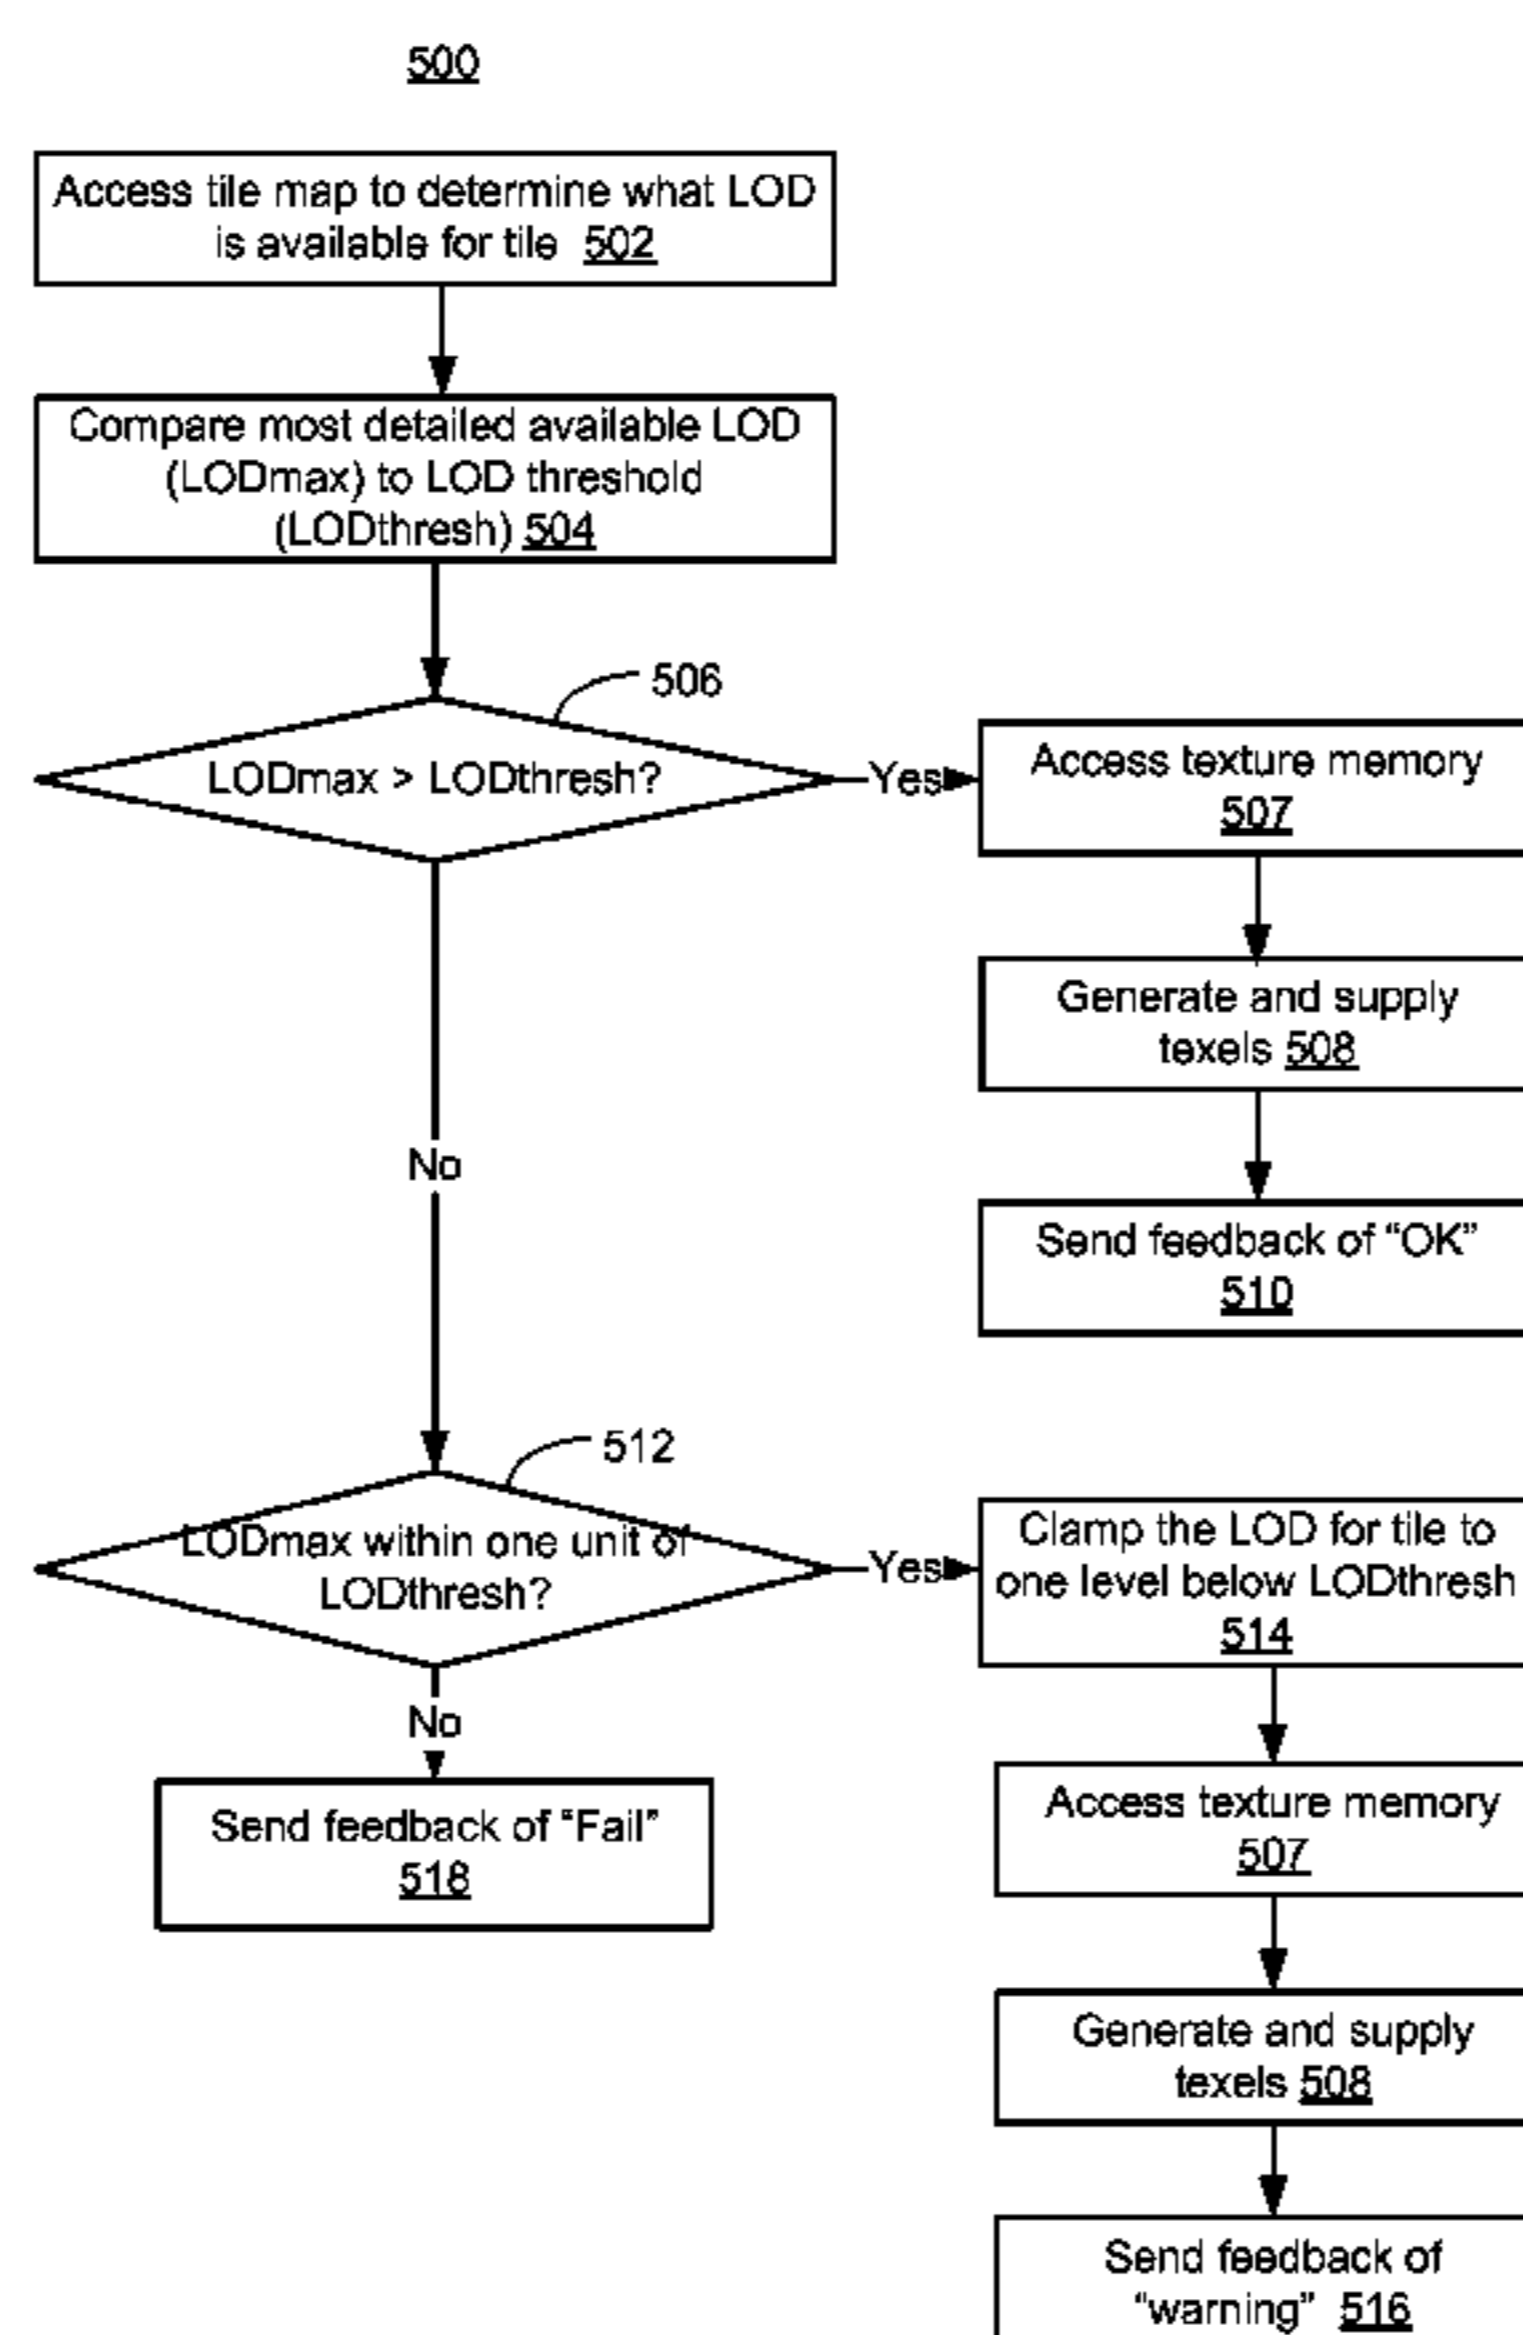 500
Access tile map to determine what LOD
is available for tile 502
Compare most detailed available LOD
(LODmax) to LOD threshold
(LODthresh) 504
506
LODmax > LODthresh?
Yes
Access texture memory
507
Generate and supply
texels 508
Send feedback of “OK”
510
No
512
LODmax within one unit of
LODthresh?
Yes
Clamp the LOD for tile to
one level below LODthresh
514
No
Send feedback of “Fail”
518
Access texture memory
507
Generate and supply
texels 508
Send feedback of
“warning” 516